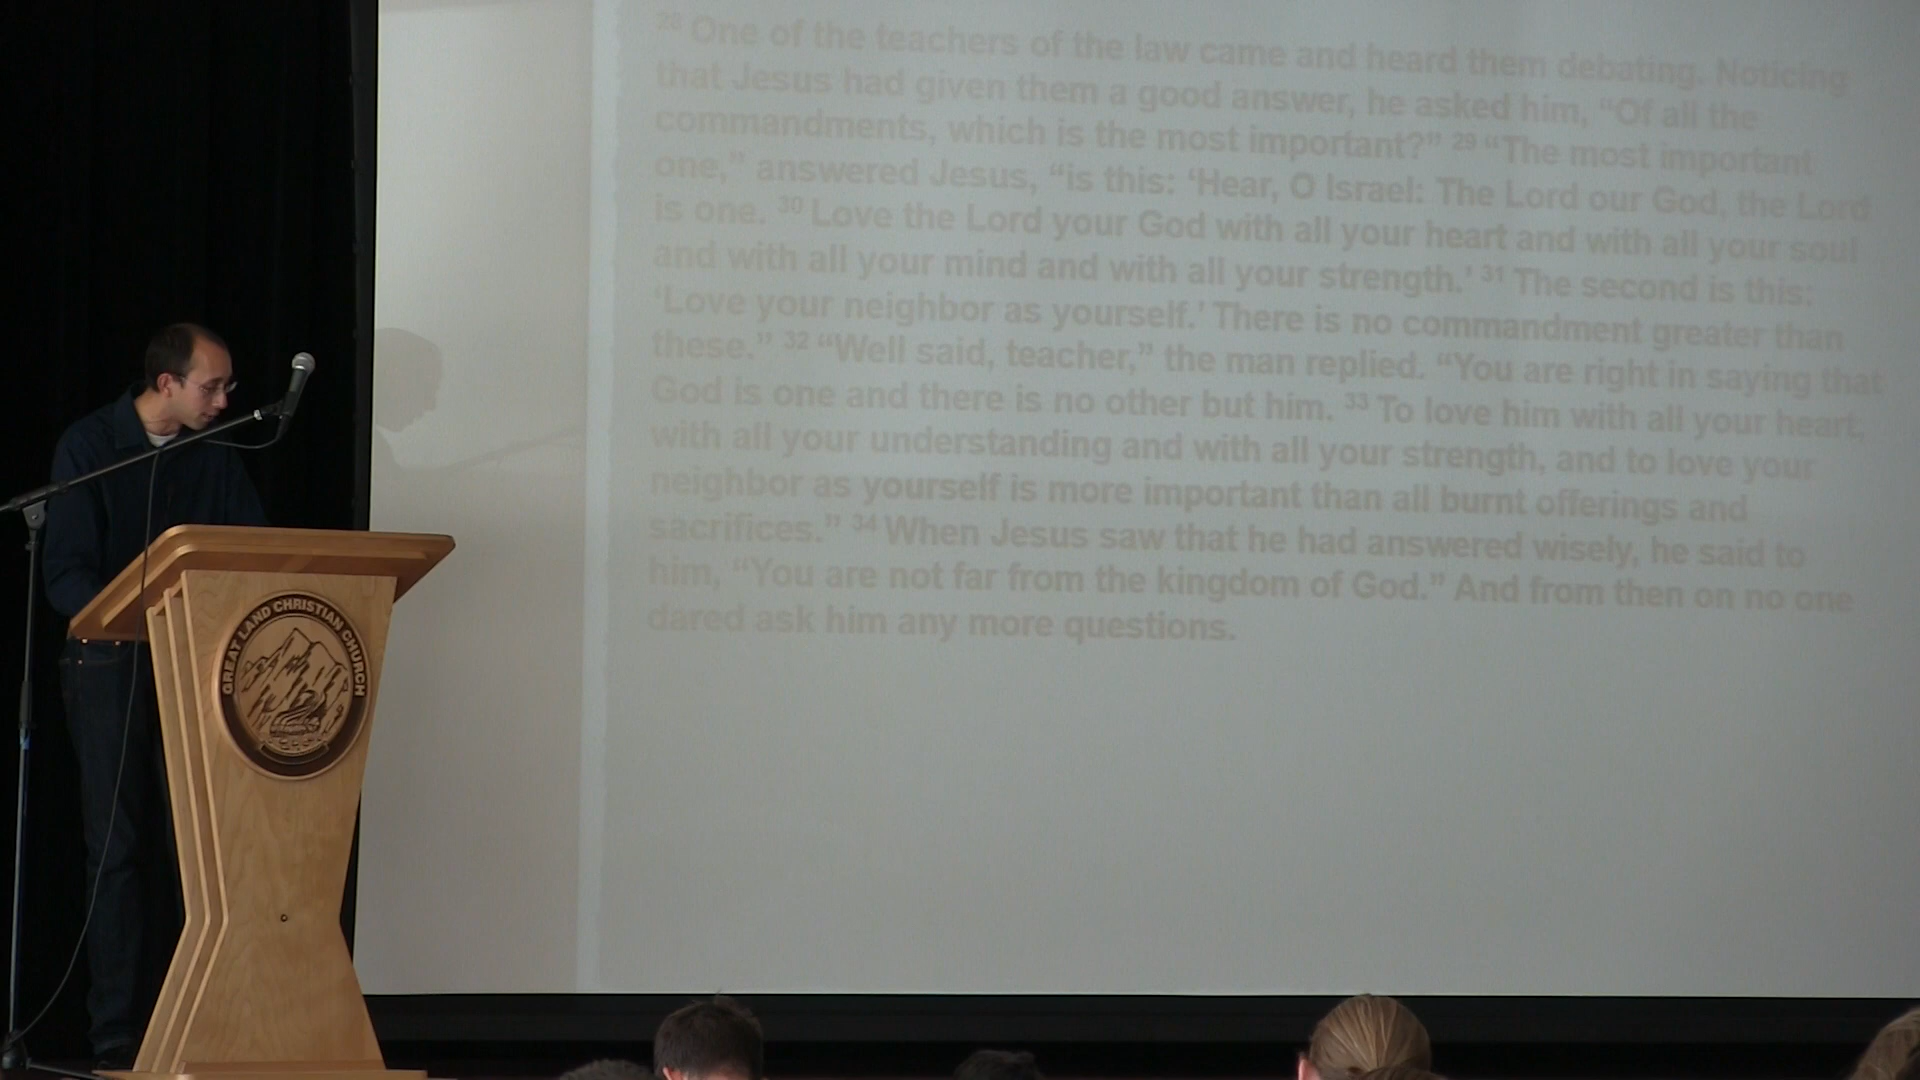 28 One of the teachers of the law came and heard them debating. Noticing
that Jesus had given them a good answer, he asked him, “Of all the
commandments, which is the most important?” 29 “The most important
one,” answered Jesus, “is this: ‘Hear, O Israel: The Lord our God, the Lord
is one. 30 Love the Lord your God with all your heart and with all your soul
and with all your mind and with all your strength.’ 31 The second is this:
‘Love your neighbor as yourself.’ There is no commandment greater than
these.” 32 “Well said, teacher,” the man replied. “You are right in saying that
God is one and there is no other but him. 33 To love him with all your heart,
with all your understanding and with all your strength, and to love your
neighbor as yourself is more important than all burnt offerings and
sacrifices.” 34 When Jesus saw that he had answered wisely, he said to
him, “You are not far from the kingdom of God.” And from then on no one
dared ask him any more questions.
GREAT LAND CHRISTIAN CHURCH